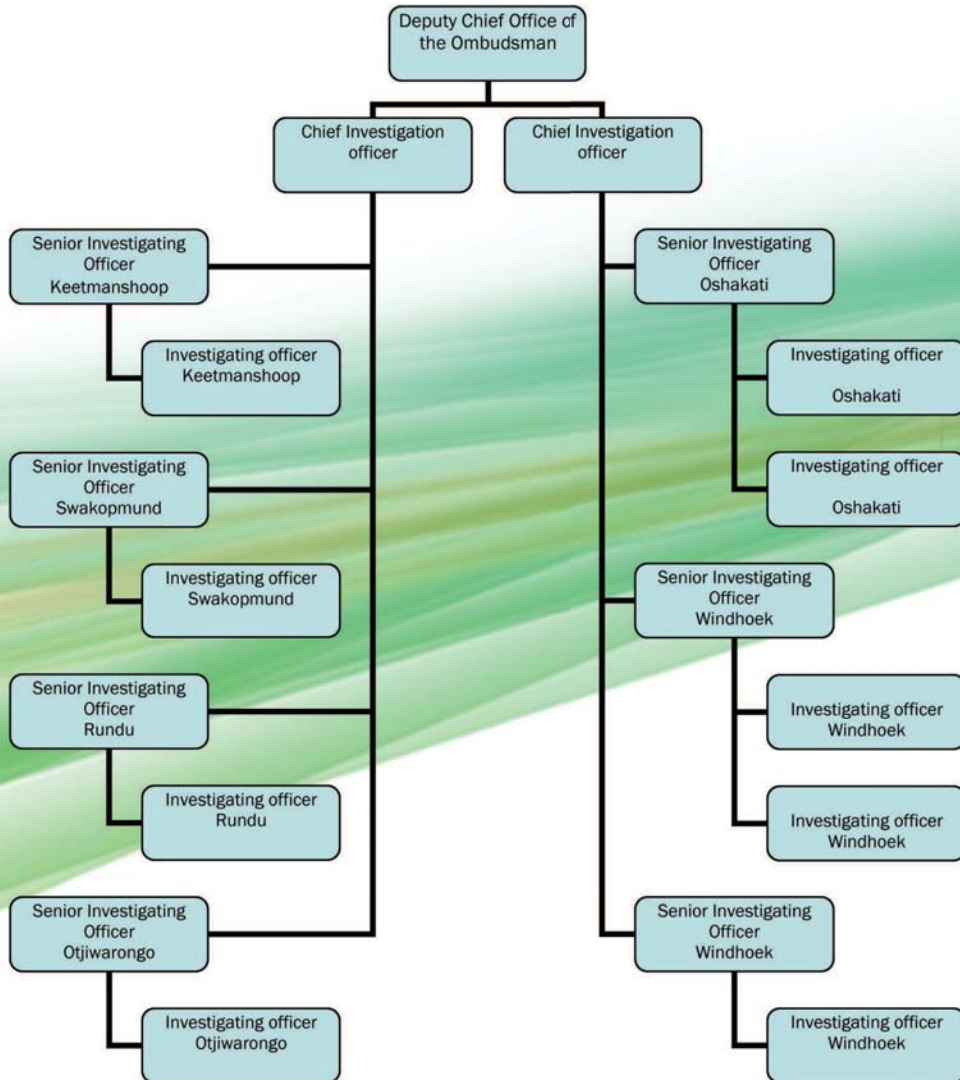 Deputy Chief Office of
the Ombudsman
Chief Investigation
officer
Chief Investigation
officer
Senior Investigating
Officer
Keetmanshoop
Investigating officer
Keetmanshoop
Senior Investigating
Officer
Swakopmund
Investigating officer
Swakopmund
Senior Investigating
Officer
Rundu
Investigating officer
Rundu
Senior Investigating
Officer
Otjiwarongo
Investigating officer
Otjiwarongo
Senior Investigating
Officer
Oshakati
Investigating officer
Oshakati
Investigating officer
Oshakati
Senior Investigating
Officer
Windhoek
Investigating officer
Windhoek
Investigating officer
Windhoek
Senior Investigating
Officer
Windhoek
Investigating officer
Windhoek